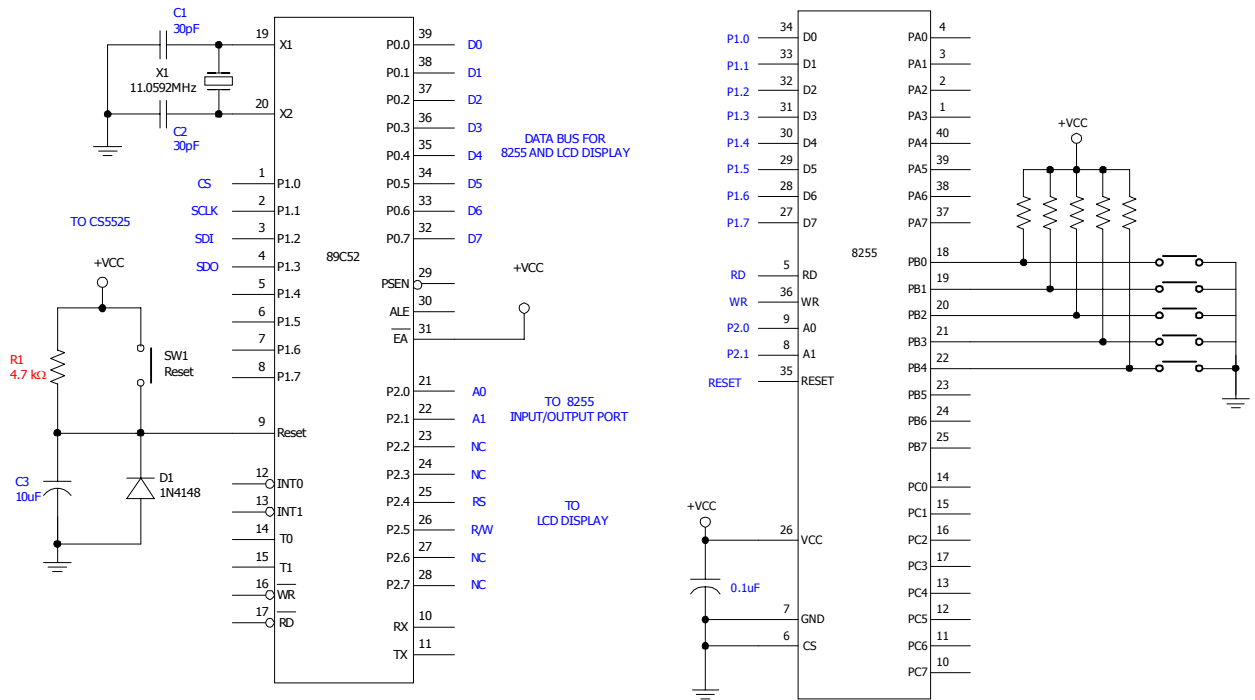 C1
30pF
X1
11.0592MHz
C2
30pF
19
X1
20
X2
CS
1
P1.0
SCLK
2
P1.1
TO CS5525
SDI
3
P1.2
SDO
4
P1.3
5
P1.4
6
P1.5
7
P1.6
8
P1.7
+VCC
R1
4.7 kΩ
SW1
Reset
9
Reset
C3
10uF
D1
1N4148
12
INT0
13
INT1
14
T0
15
T1
16
WR
17
RD
89C52
P0.0
39
D0
P0.1
38
D1
P0.2
37
D2
P0.3
36
D3
P0.4
35
D4
P0.5
34
D5
P0.6
33
D6
P0.7
32
D7
DATA BUS FOR
8255 AND LCD DISPLAY
PSEN
29
ALE
30
EA
31
+VCC
P2.0
21
A0
P2.1
22
A1
TO 8255
INPUT/OUTPUT PORT
P2.2
23
NC
P2.3
24
NC
P2.4
25
RS
P2.5
26
R/W
TO
LCD DISPLAY
P2.6
27
NC
P2.7
28
NC
RX
10
TX
11
P1.0
34
D0
P1.1
33
D1
P1.2
32
D2
P1.3
31
D3
P1.4
30
D4
P1.5
29
D5
P1.6
28
D6
P1.7
27
D7
RD
5
RD
WR
36
WR
P2.0
9
A0
P2.1
8
A1
RESET
35
RESET
+VCC
26
VCC
0.1uF
7
GND
6
CS
8255
PA0
4
PA1
3
PA2
2
PA3
1
PA4
40
PA5
39
PA6
38
PA7
37
+VCC
PB0
18
PB1
19
PB2
20
PB3
21
PB4
22
PB5
23
PB6
24
PB7
25
PC0
14
PC1
15
PC2
16
PC3
17
PC4
13
PC5
12
PC6
11
PC7
10